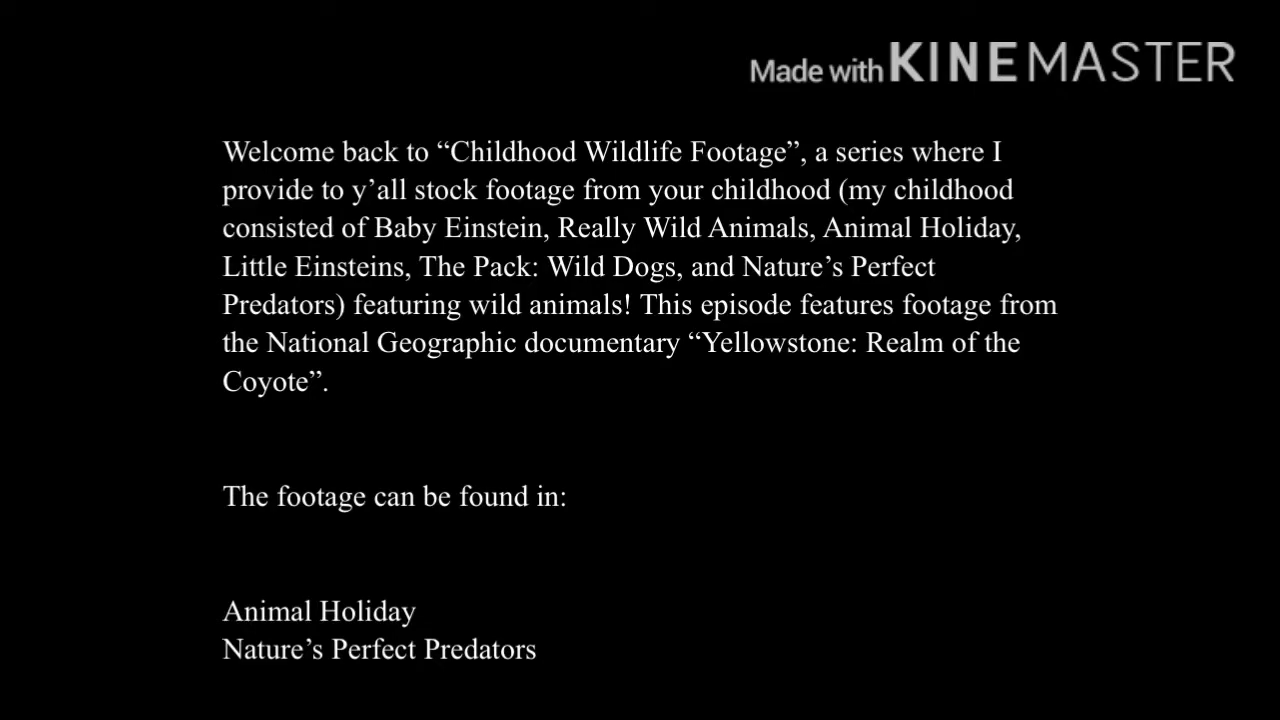 Made with KINEMASTER
Welcome back to “Childhood Wildlife Footage”, a series where I
provide to y’all stock footage from your childhood (my childhood
consisted of Baby Einstein, Really Wild Animals, Animal Holiday,
Little Einsteins, The Pack: Wild Dogs, and Nature’s Perfect
Predators) featuring wild animals! This episode features footage from
the National Geographic documentary “Yellowstone: Realm of the
Coyote”.
The footage can be found in:
Animal Holiday
Nature’s Perfect Predators